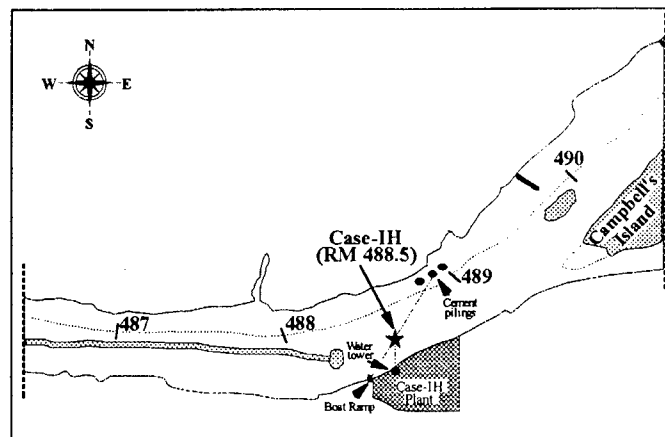 N
W E
S
490
Campbell's
Island
Case-IH
(RM 488.5)
489
Cement
pilings
487
488
Water
tower
Case-IH
Plant
Boat Ramp